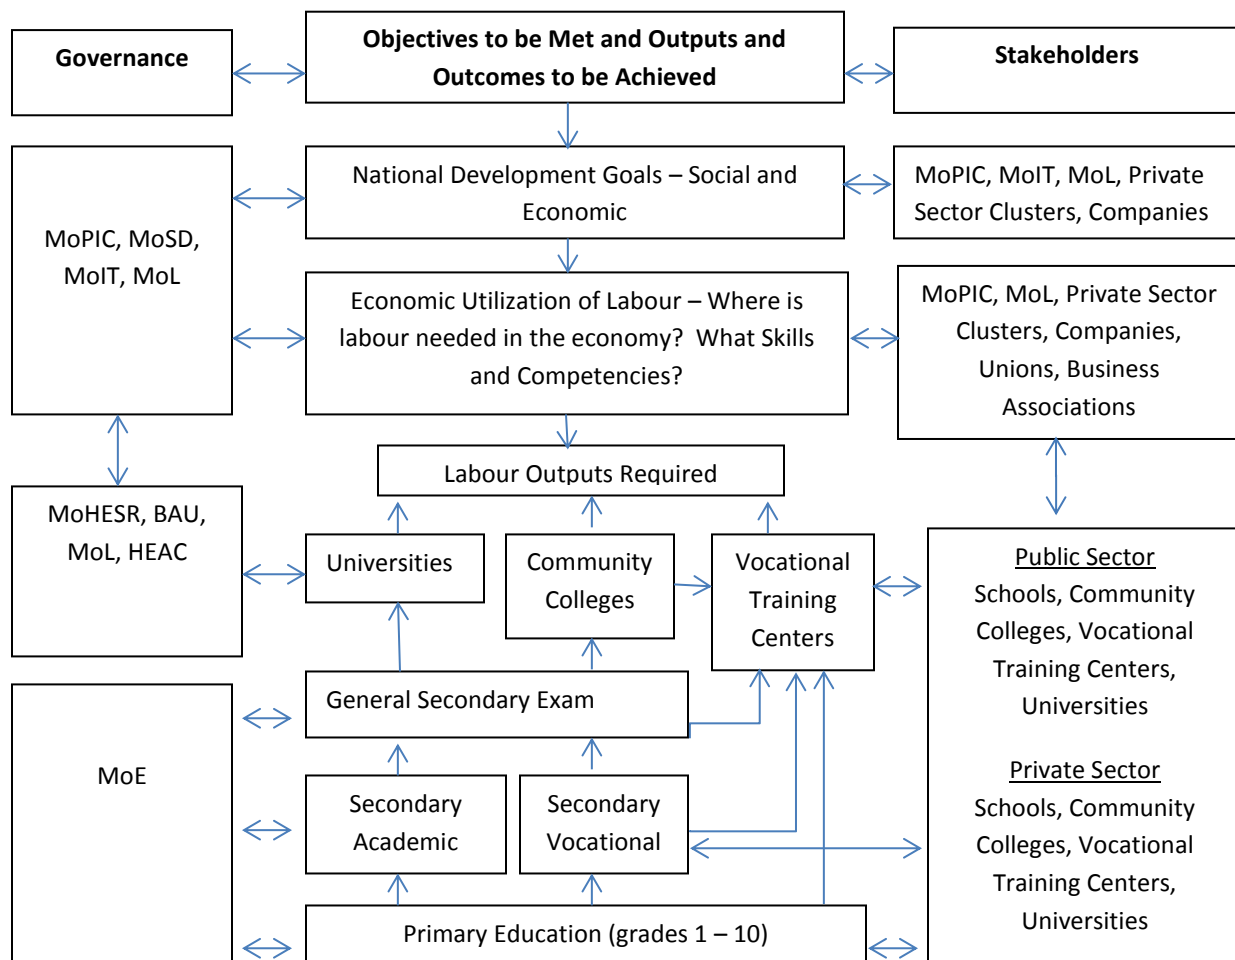 Governance
Objectives to be Met and Outputs and
Outcomes to be Achieved
Stakeholders
MoPIC, MoSD,
MoIT, MoL
National Development Goals – Social and
Economic
MoPIC, MoIT, MoL, Private
Sector Clusters, Companies
Economic Utilization of Labour – Where is
labour needed in the economy?  What Skills
and Competencies?
MoPIC, MoL, Private Sector
Clusters, Companies,
Unions, Business
Associations
Labour Outputs Required
MoHESR, BAU,
MoL, HEAC
Universities
Community
Colleges
Vocational
Training
Centers
Public Sector
Schools, Community
Colleges, Vocational
Training Centers,
Universities
Private Sector
Schools, Community
Colleges, Vocational
Training Centers,
Universities
General Secondary Exam
MoE
Secondary
Academic
Secondary
Vocational
Primary Education (grades 1 – 10)